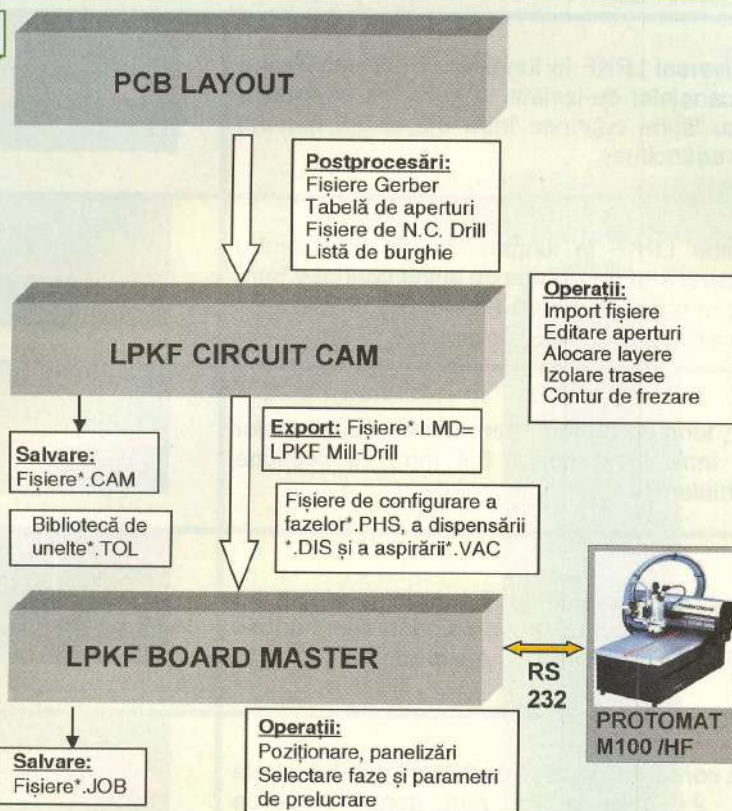 PCB LAYOUT
Postprocesări:
Fișiere Gerber
Tabelă de aperturi
Fișiere de N.C. Drill
Listă de burghie
LPKF CIRCUIT CAM
Operații:
Import fișiere
Editare aperturi
Alocare layere
Izolare trasee
Contur de frezare
Salvare:
Fișiere*.CAM
Export: Fișiere*.LMD=
LPKF Mill-Drill
Bibliotecă de
unelte*.TOL
Fișiere de configurare a
fazelor*.PHS, a dispensării
*.DIS și a aspirării*.VAC
LPKF BOARD MASTER
RS
232
PROTOMAT
M100 /HF
Salvare:
Fișiere*.JOB
Operații:
Poziționare, panelizări
Selectare faze și parametri
de prelucrare